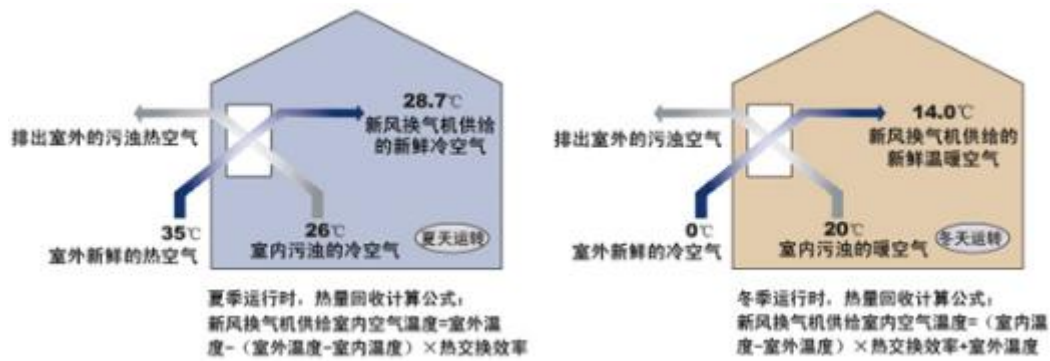 28.7℃
新风换气机供给
的新鲜冷空气
排出室外的污浊热空气
35℃
室外新鲜的热空气
26℃
室内污浊的冷空气
夏天运转
夏季运行时，热量回收计算公式：
新风换气机供给室内空气温度=室外温
度-（室外温度-室内温度）×热交换效率
14.0℃
新风换气机供给的
新鲜温暖空气
排出室外的污浊空气
0℃
室外新鲜的冷空气
20℃
室内污浊的暖空气
冬天运转
冬季运行时，热量回收计算公式：
新风换气机供给室内空气温度=（室内温
度-室外温度）×热交换效率+室外温度